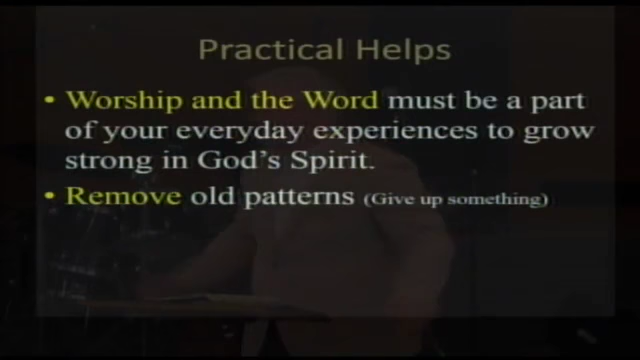 Practical Helps
• Worship and the Word must be a part
of your everyday experiences to grow
strong in God's Spirit.
• Remove old patterns (Give up something)